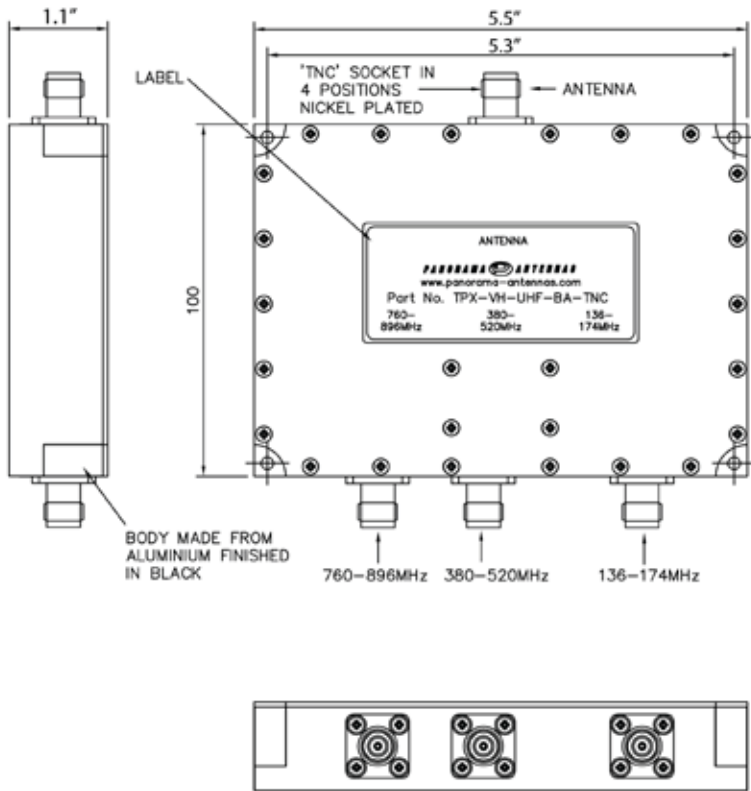 1.1"
5.5"
5.3"
LABEL
'TNC' SOCKET IN
4 POSITIONS
NICKEL PLATED
ANTENNA
100
ANTENNA
PANORAMA ANTENNAS
www.panorama-antennas.com
Part No. TPX-VH-UHF-BA-TNC
760-
896MHz
380-
520MHz
136-
174MHz
BODY MADE FROM
ALUMINIUM FINISHED
IN BLACK
760-896MHz
380-520MHz
136-174MHz